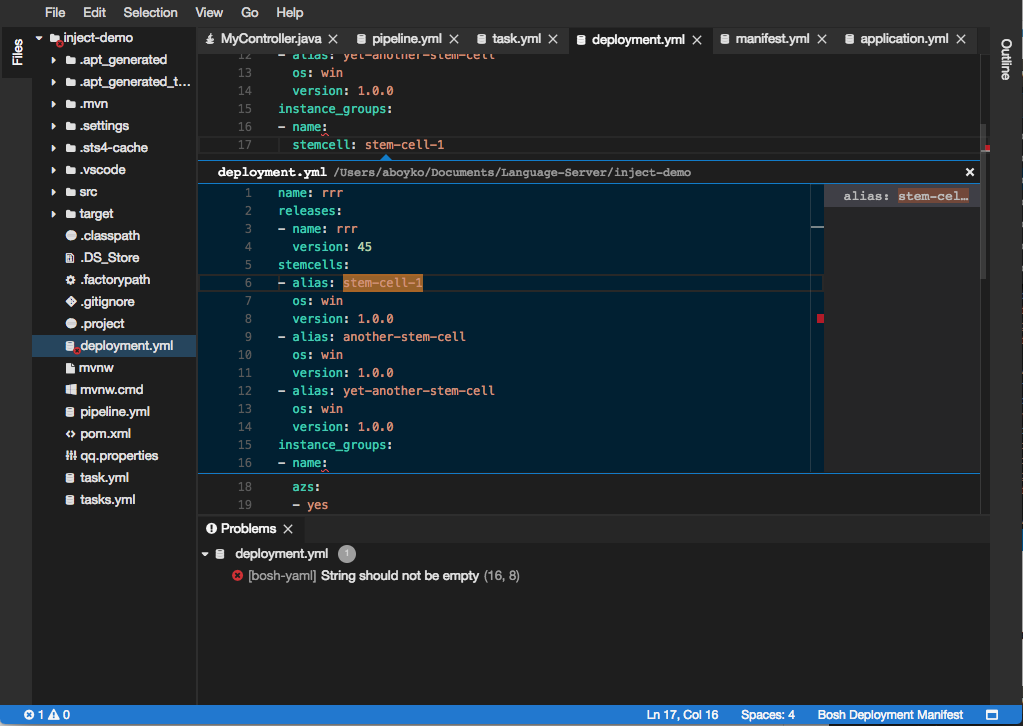 File Edit Selection View Go Help
Files
inject-demo
.apt_generated
.apt_generated_t...
.mvn
.settings
.sts4-cache
.vscode
src
target
.classpath
.DS_Store
.factorypath
.gitignore
.project
deployment.yml
mvnw
mvnw.cmd
pipeline.yml
pom.xml
qq.properties
task.yml
tasks.yml
MyController.java pipeline.yml task.yml deployment.yml manifest.yml application.yml
Outline
12 - alias: yet-another-stem-cell
13 os: win
14 version: 1.0.0
15 instance_groups:
16 - name:
17 stemcell: stem-cell-1
deployment.yml /Users/aboyko/Documents/Language-Server/inject-demo
1 name: rrr
2 releases:
3 - name: rrr
4 version: 45
5 stemcells:
6 - alias: stem-cell-1
7 os: win
8 version: 1.0.0
9 - alias: another-stem-cell
10 os: win
11 version: 1.0.0
12 - alias: yet-another-stem-cell
13 os: win
14 version: 1.0.0
15 instance_groups:
16 - name:
alias: stem-cel…
18 azs:
19 - yes
Problems
deployment.yml 1
[bosh-yaml] String should not be empty (16, 8)
1 0 Ln 17, Col 16 Spaces: 4 Bosh Deployment Manifest